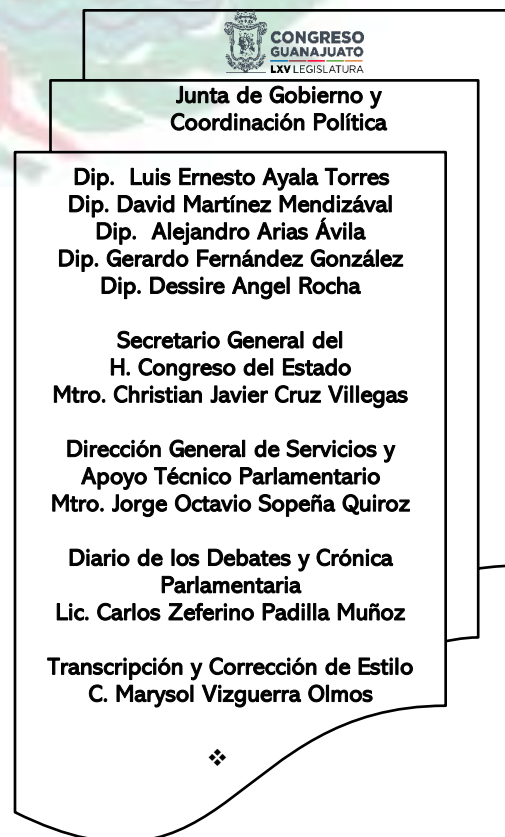 CONGRESO
GUANAJUATO
LXV LEGISLATURA
Junta de Gobierno y
Coordinación Política
Dip. Luis Ernesto Ayala Torres
Dip. David Martínez Mendizával
Dip. Alejandro Arias Ávila
Dip. Gerardo Fernández González
Dip. Dessire Angel Rocha
Secretario General del
H. Congreso del Estado
Mtro. Christian Javier Cruz Villegas
Dirección General de Servicios y
Apoyo Técnico Parlamentario
Mtro. Jorge Octavio Sopeña Quiroz
Diario de los Debates y Crónica
Parlamentaria
Lic. Carlos Zeferino Padilla Muñoz
Transcripción y Corrección de Estilo
C. Marysol Vizguerra Olmos